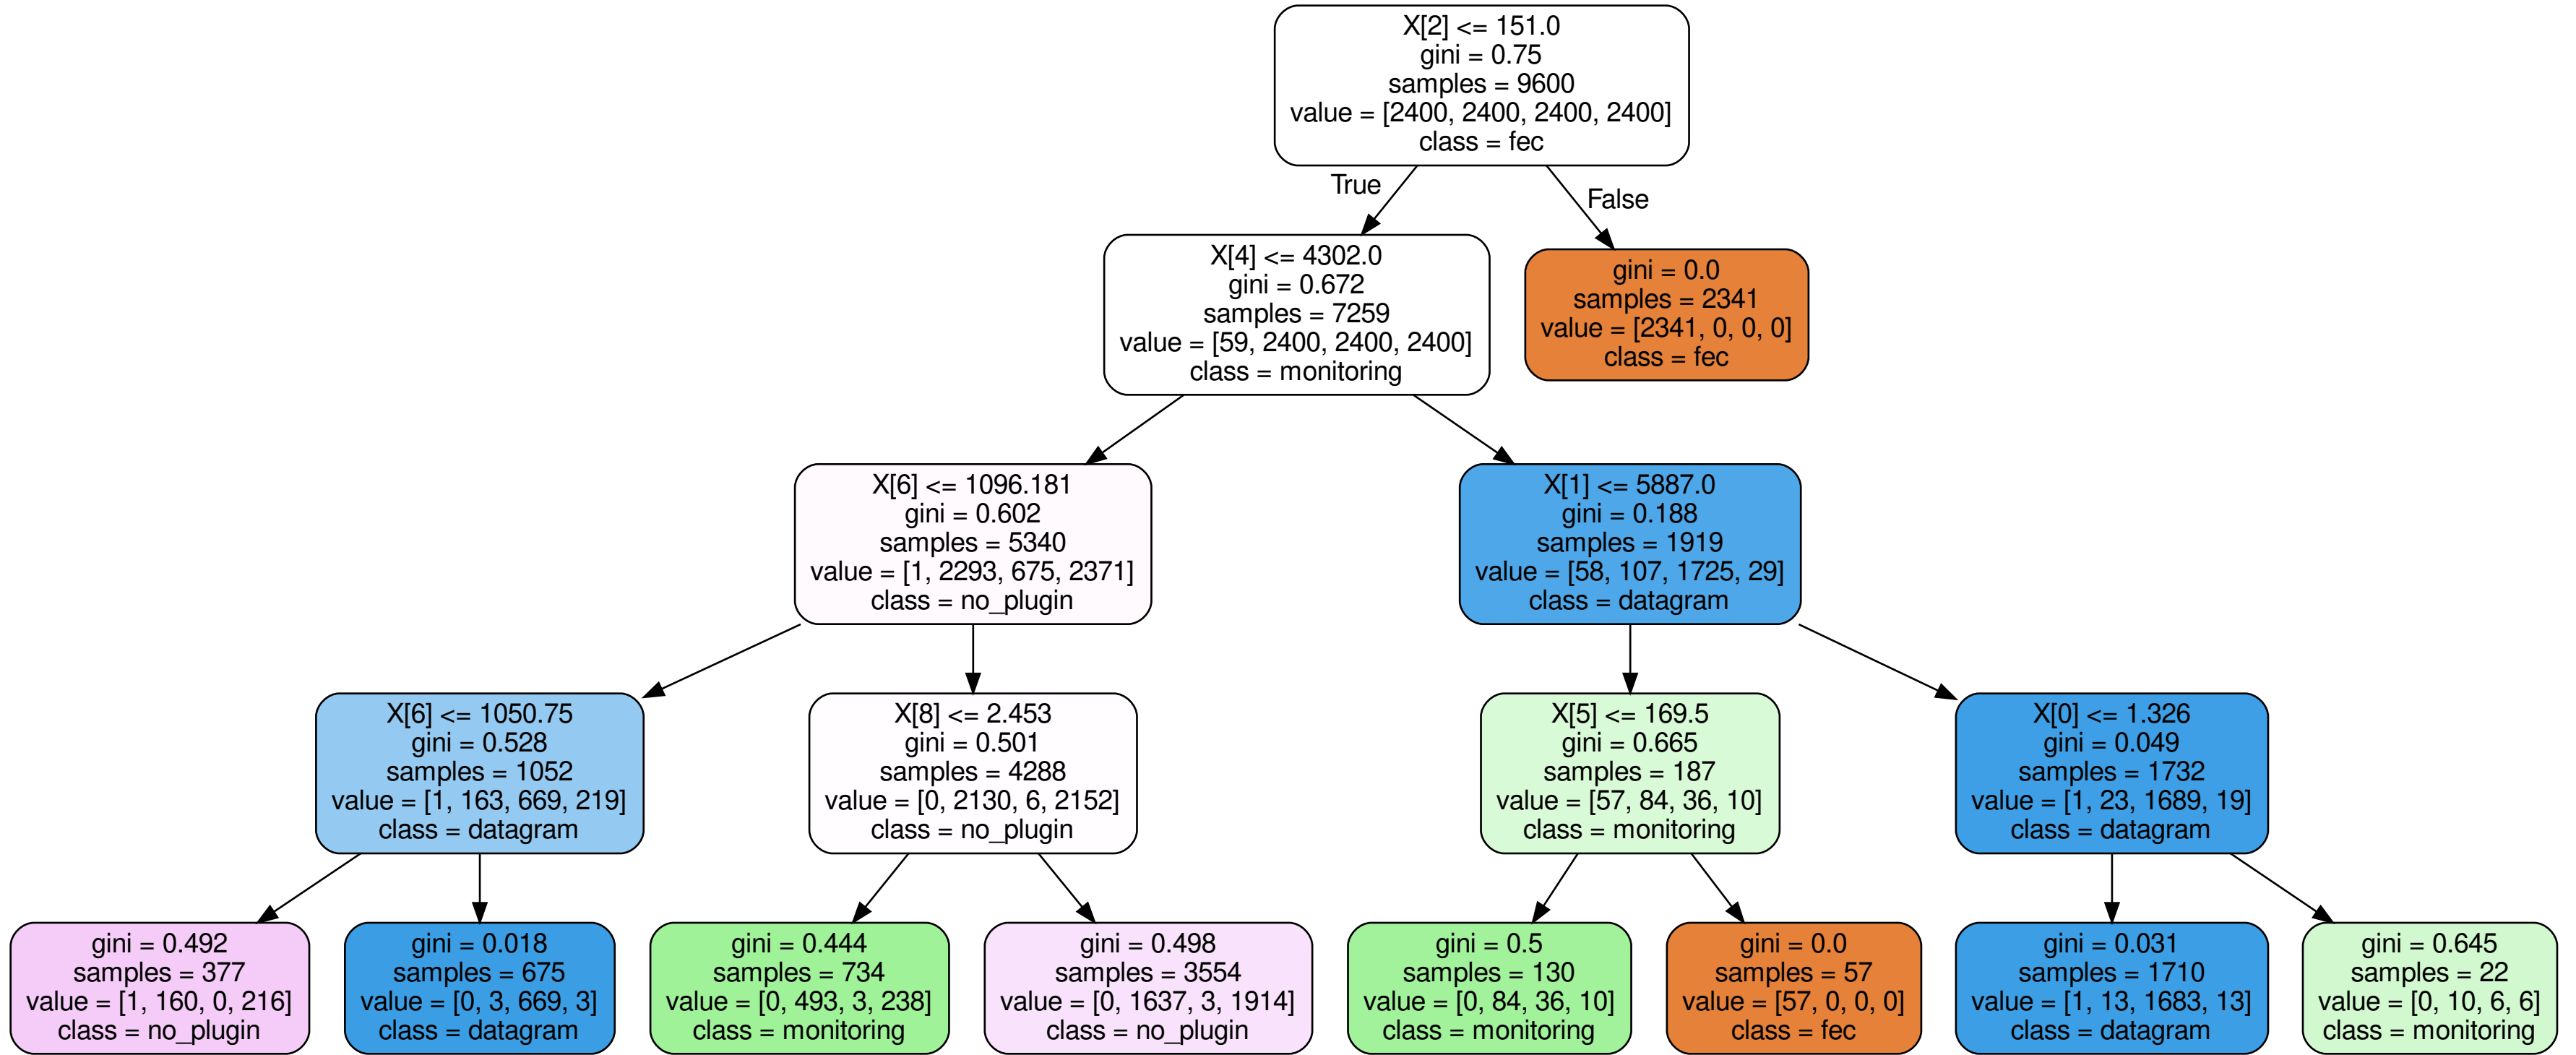 X[2] <= 151.0
gini = 0.75
samples = 9600
value = [2400, 2400, 2400, 2400]
class = fec
True
False
X[4] <= 4302.0
gini = 0.672
samples = 7259
value = [59, 2400, 2400, 2400]
class = monitoring
gini = 0.0
samples = 2341
value = [2341, 0, 0, 0]
class = fec
X[6] <= 1096.181
gini = 0.602
samples = 5340
value = [1, 2293, 675, 2371]
class = no_plugin
X[1] <= 5887.0
gini = 0.188
samples = 1919
value = [58, 107, 1725, 29]
class = datagram
X[6] <= 1050.75
gini = 0.528
samples = 1052
value = [1, 163, 669, 219]
class = datagram
X[8] <= 2.453
gini = 0.501
samples = 4288
value = [0, 2130, 6, 2152]
class = no_plugin
X[5] <= 169.5
gini = 0.665
samples = 187
value = [57, 84, 36, 10]
class = monitoring
X[0] <= 1.326
gini = 0.049
samples = 1732
value = [1, 23, 1689, 19]
class = datagram
gini = 0.492
samples = 377
value = [1, 160, 0, 216]
class = no_plugin
gini = 0.018
samples = 675
value = [0, 3, 669, 3]
class = datagram
gini = 0.444
samples = 734
value = [0, 493, 3, 238]
class = monitoring
gini = 0.498
samples = 3554
value = [0, 1637, 3, 1914]
class = no_plugin
gini = 0.5
samples = 130
value = [0, 84, 36, 10]
class = monitoring
gini = 0.0
samples = 57
value = [57, 0, 0, 0]
class = fec
gini = 0.031
samples = 1710
value = [1, 13, 1683, 13]
class = datagram
gini = 0.645
samples = 22
value = [0, 10, 6, 6]
class = monitoring